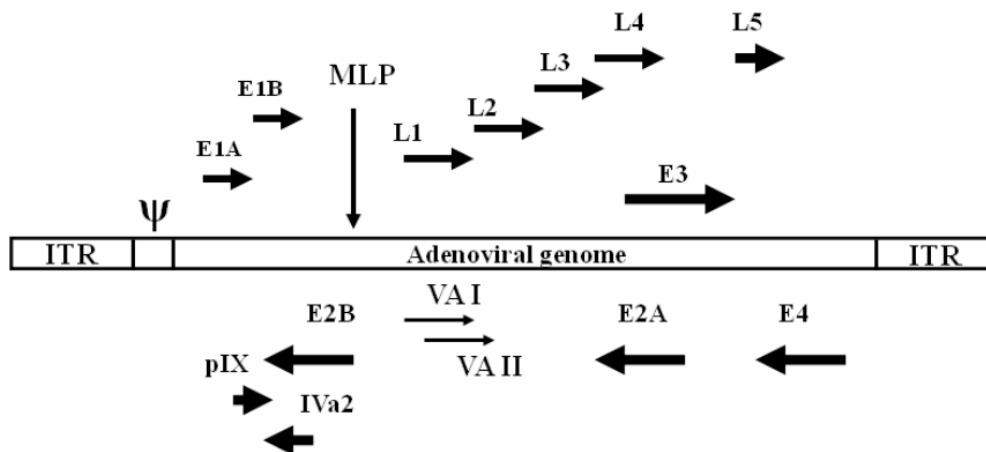 L4
L5
L3
MLP
E1B
L2
L1
E1A
E3
ψ
ITR
Adenoviral genome
ITR
VA I
E2B
E2A
E4
VA II
pIX
IVa2